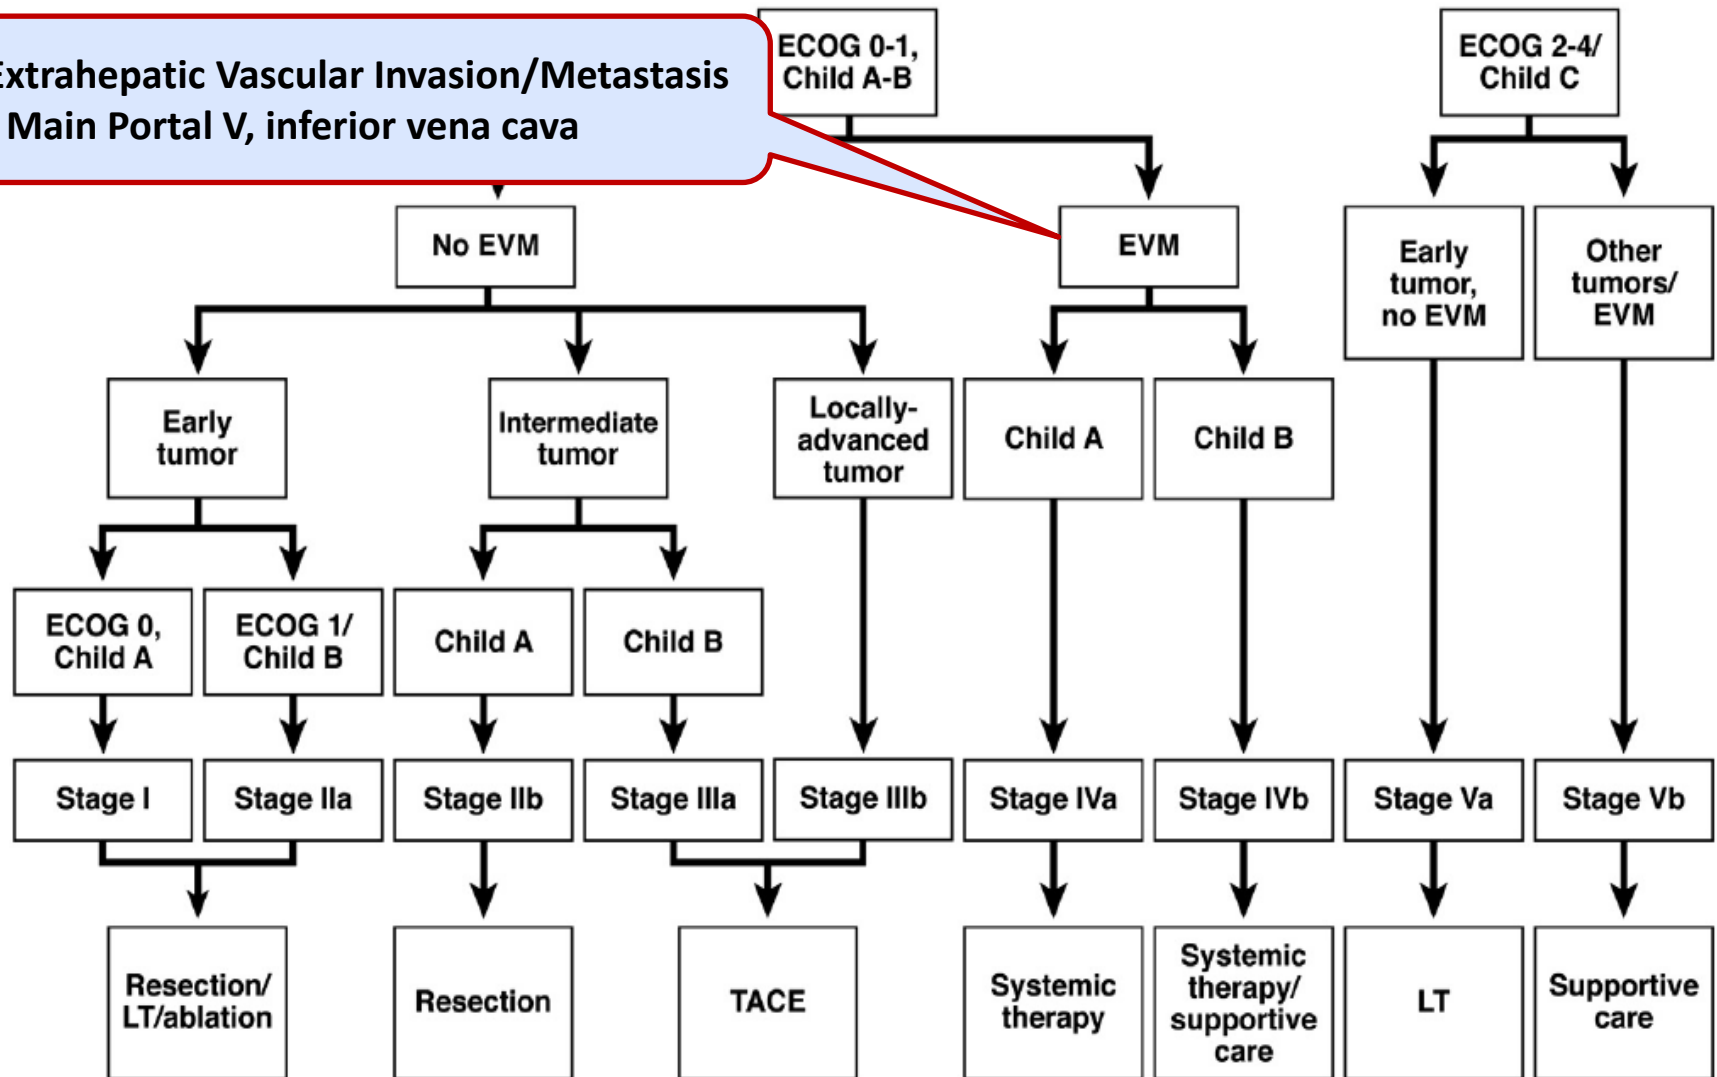 Extrahepatic Vascular Invasion/Metastasis
Main Portal V, inferior vena cava
ECOG 0-1,
Child A-B
ECOG 2-4/
Child C
No EVM
EVM
Early
tumor,
no EVM
Other
tumors/
EVM
Early
tumor
Intermediate
tumor
Locally-
advanced
tumor
Child A
Child B
ECOG 0,
Child A
ECOG 1/
Child B
Child A
Child B
Stage I
Stage IIa
Stage IIb
Stage IIIa
Stage IIIb
Stage IVa
Stage IVb
Stage Va
Stage Vb
Resection/
LT/ablation
Resection
TACE
Systemic
therapy
Systemic
therapy/
supportive
care
LT
Supportive
care